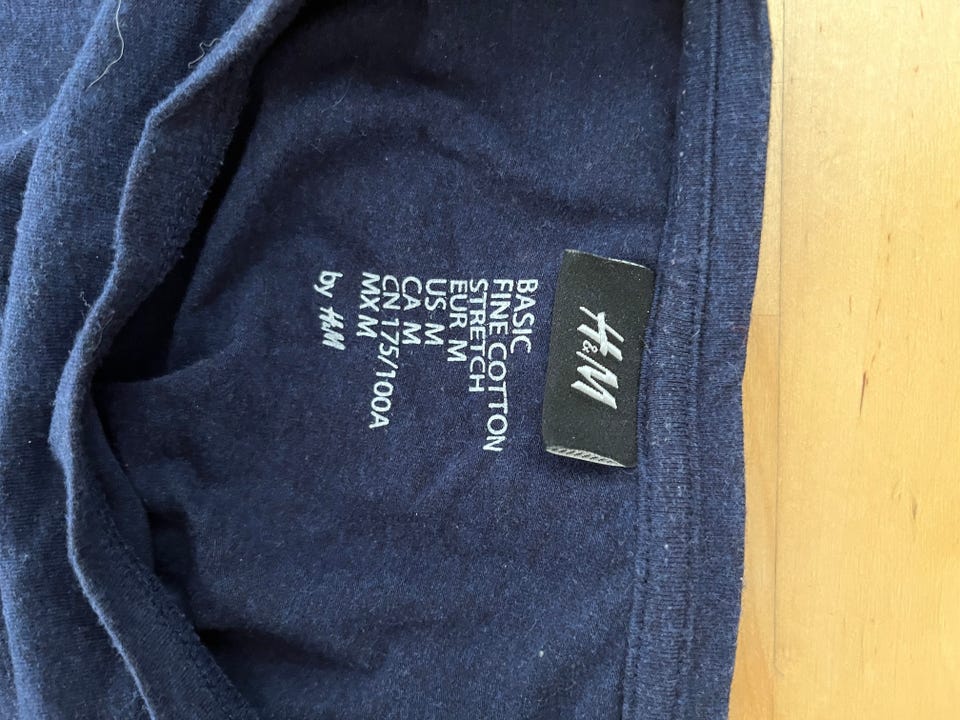 H&M
BASIC
FINE COTTON
STRETCH
EUR M
US M
CA M
CN 175/100A
MX M
by H&M